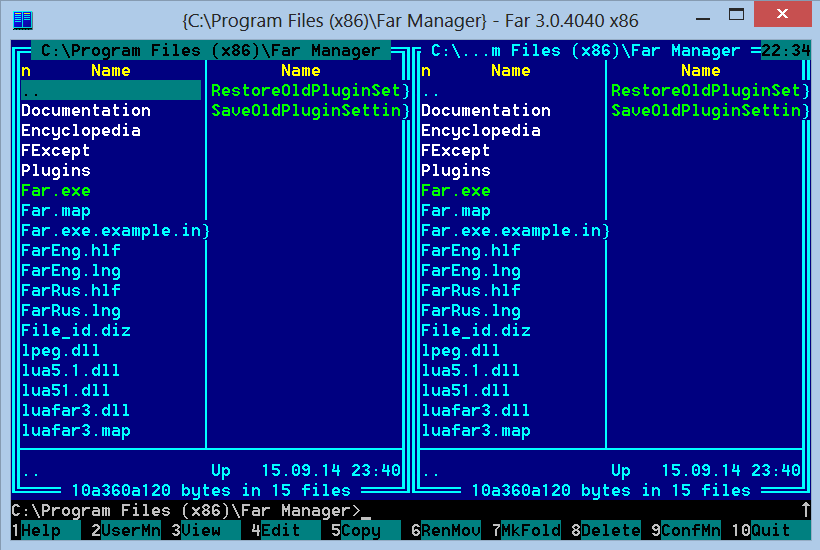 {C:\Program Files (x86)\Far Manager} - Far 3.0.4040 x86
C:\Program Files (x86)\Far Manager
n Name Name
.. RestoreOldPluginSet}
Documentation SaveOldPluginSettin}
Encyclopedia
FExcept
Plugins
Far.exe
Far.map
Far.exe.example.in}
FarEng.hlf
FarEng.lng
FarRus.hlf
FarRus.lng
File_id.diz
lpeg.dll
lua5.1.dll
lua51.dll
luafar3.dll
luafar3.map
.. Up 15.09.14 23:40
10a360a120 bytes in 15 files
C:\...m Files (x86)\Far Manager 22:34
n Name Name
.. RestoreOldPluginSet}
Documentation SaveOldPluginSettin}
Encyclopedia
FExcept
Plugins
Far.exe
Far.map
Far.exe.example.in}
FarEng.hlf
FarEng.lng
FarRus.hlf
FarRus.lng
File_id.diz
lpeg.dll
lua5.1.dll
lua51.dll
luafar3.dll
luafar3.map
.. Up 15.09.14 23:40
10a360a120 bytes in 15 files
C:\Program Files (x86)\Far Manager>_ ↑
1Help 2UserMn 3View 4Edit 5Copy 6RenMov 7MkFold 8Delete 9ConfMn 10Quit